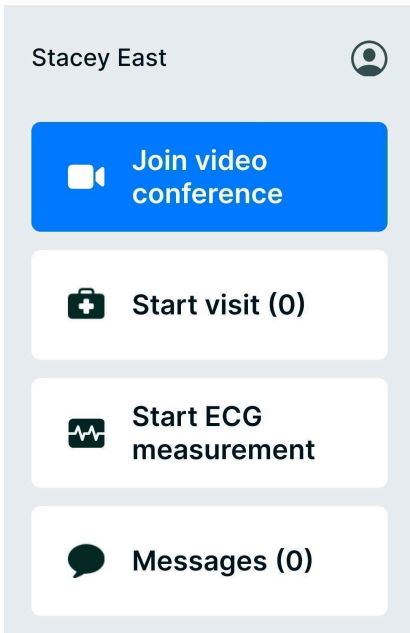 Stacey East
Join video
conference
Start visit (0)
Start ECG
measurement
Messages (0)